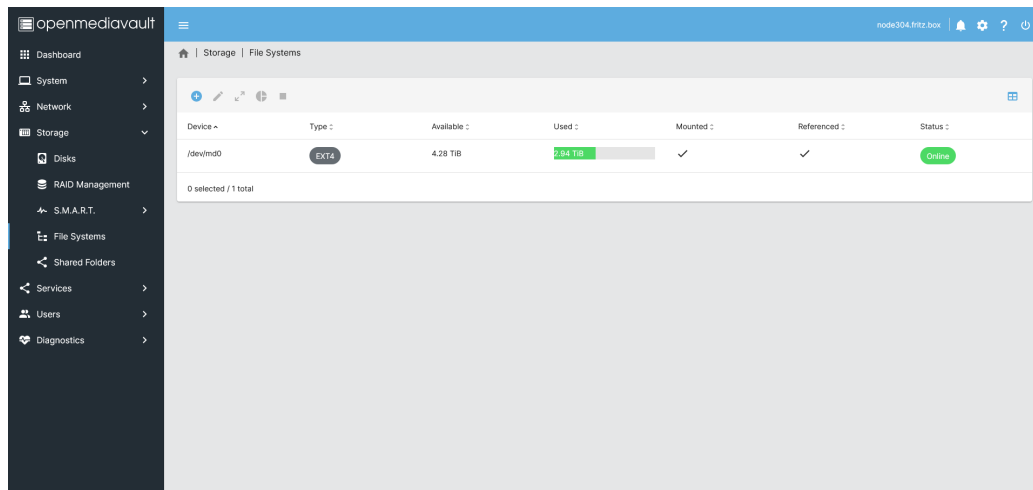 openmediavault
node304.fritz.box
Dashboard
System
Network
Storage
Disks
RAID Management
S.M.A.R.T.
File Systems
Shared Folders
Services
Users
Diagnostics
| Storage | File Systems
Device Type Available Used Mounted Referenced Status
/dev/md0 EXT4 4.28 TiB 2.94 TiB Online
0 selected / 1 total